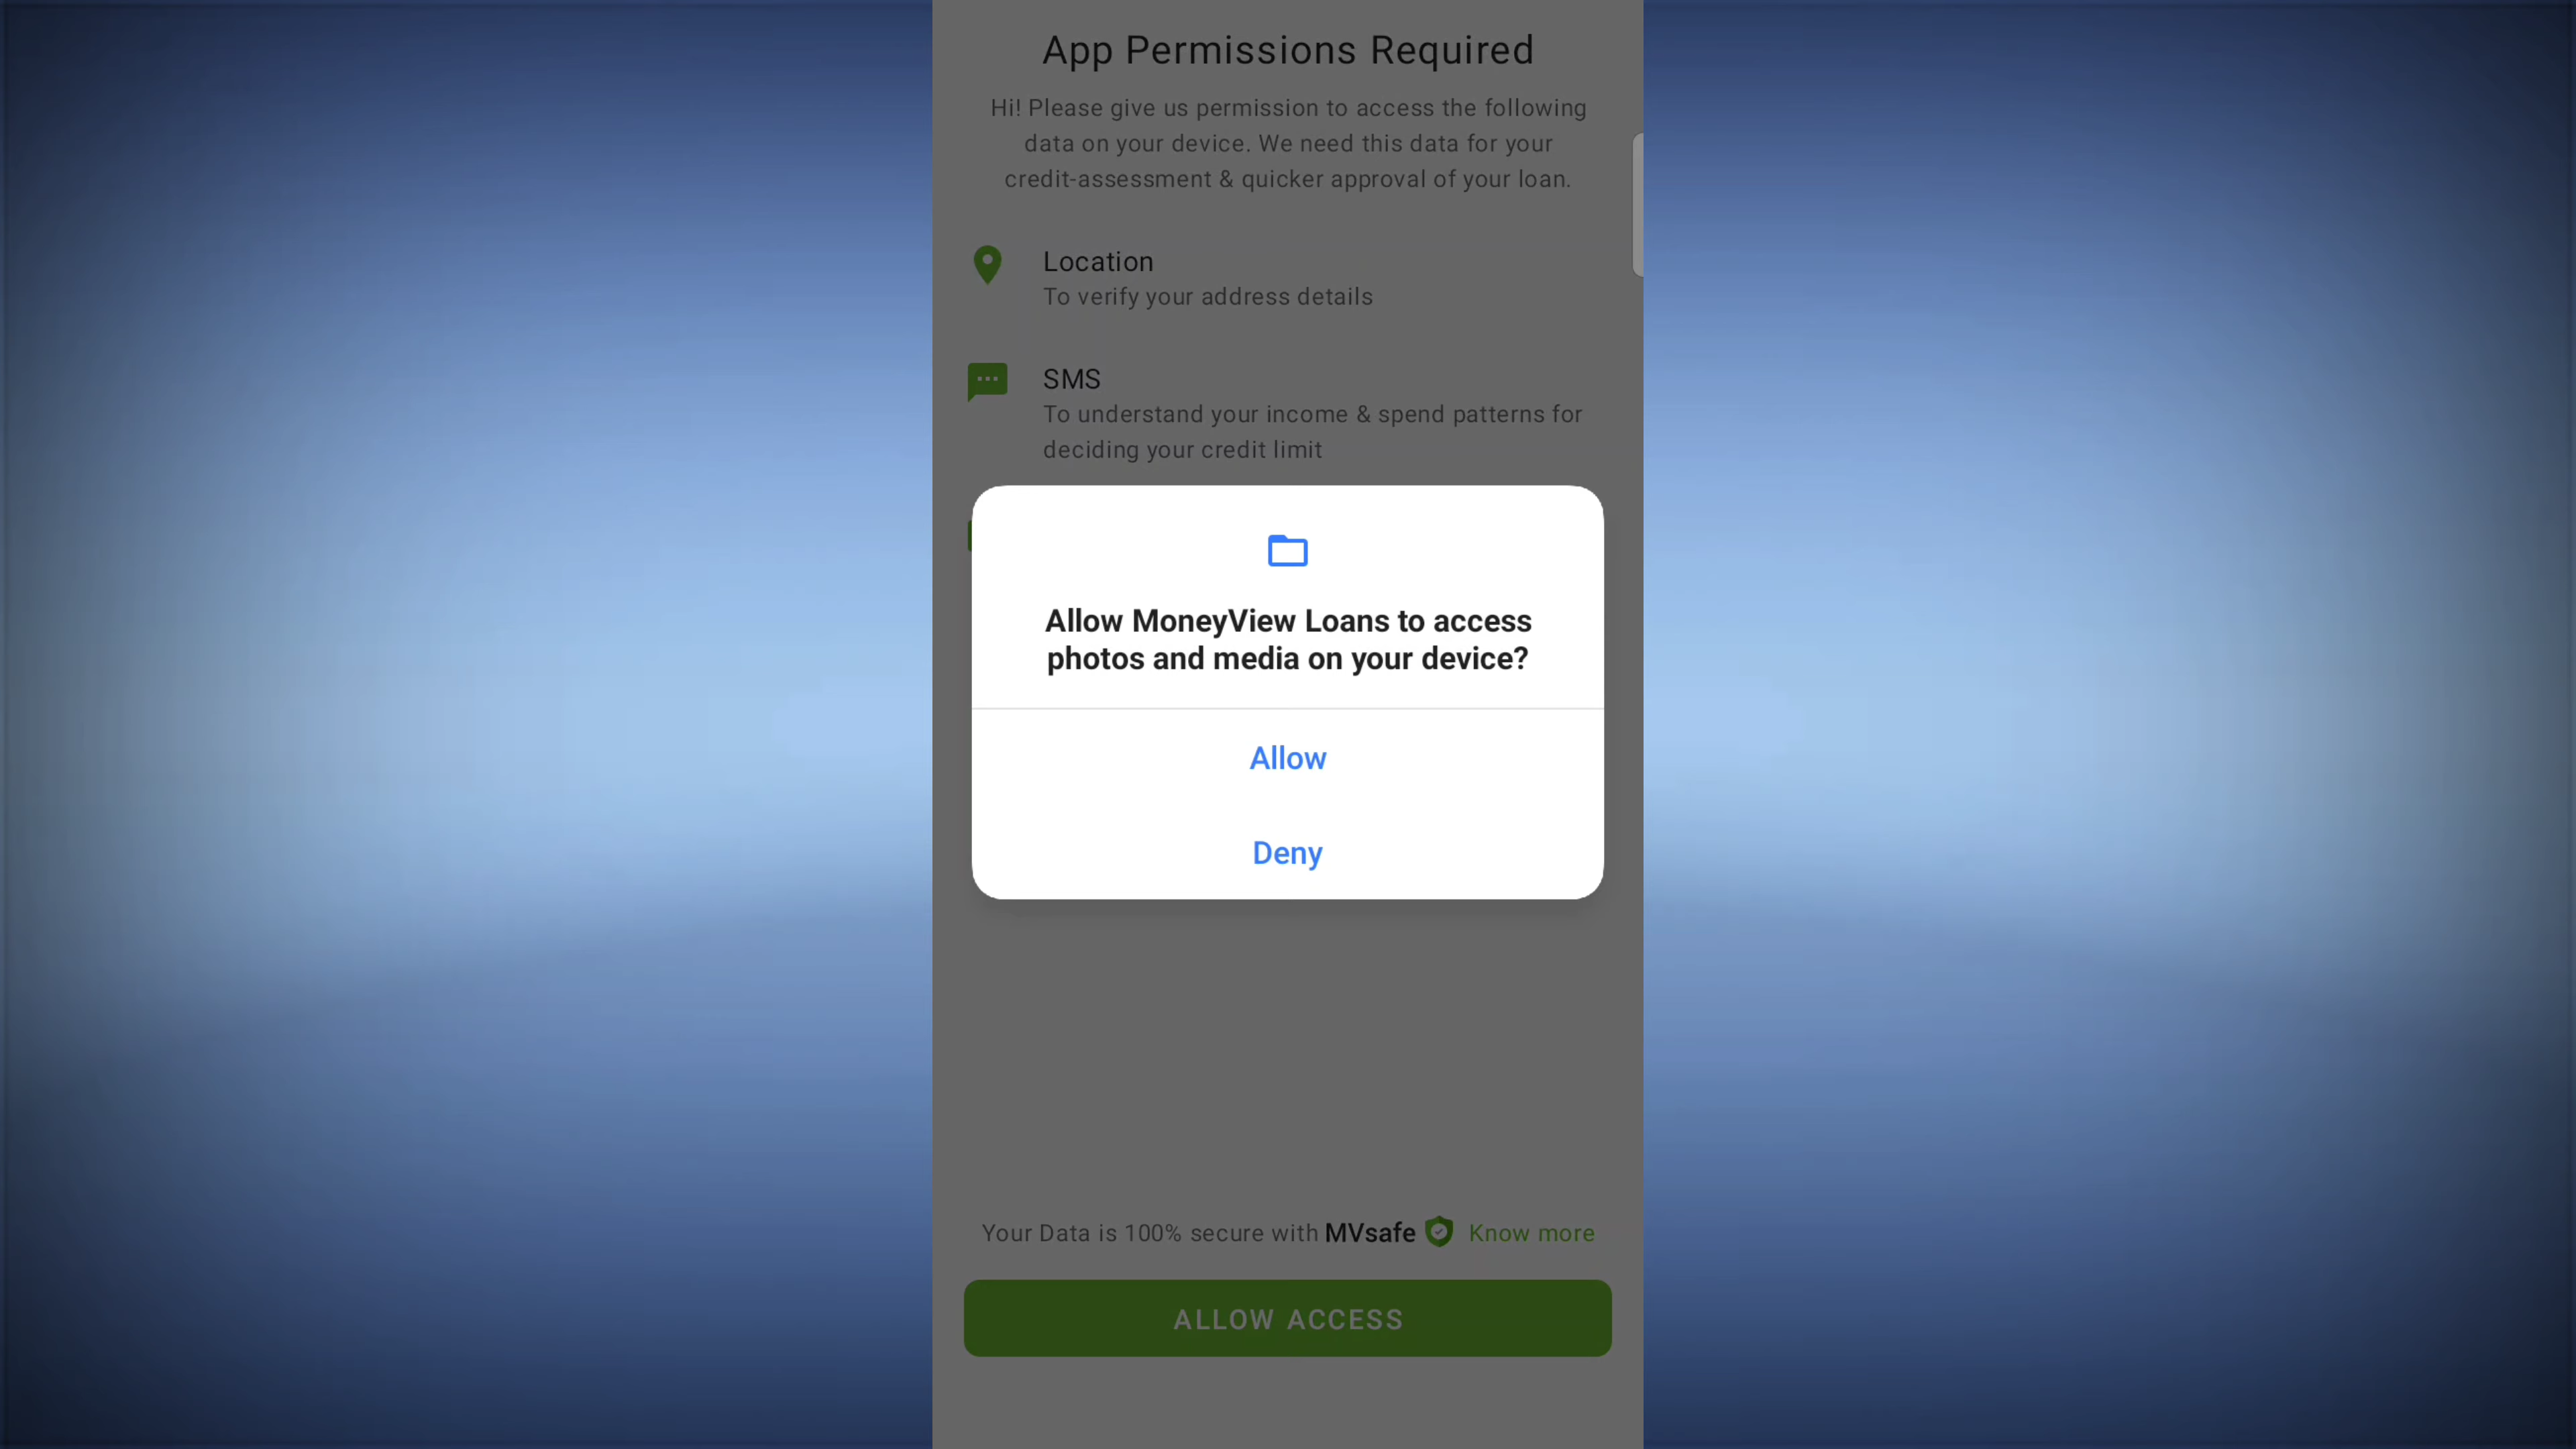 App Permissions Required
Hi! Please give us permission to access the following
data on your device. We need this data for your
credit-assessment & quicker approval of your loan.
Location
To verify your address details
SMS
To understand your income & spend patterns for
deciding your credit limit
Allow MoneyView Loans to access
photos and media on your device?
Allow
Deny
Your Data is 100% secure with MVsafe Know more
ALLOW ACCESS